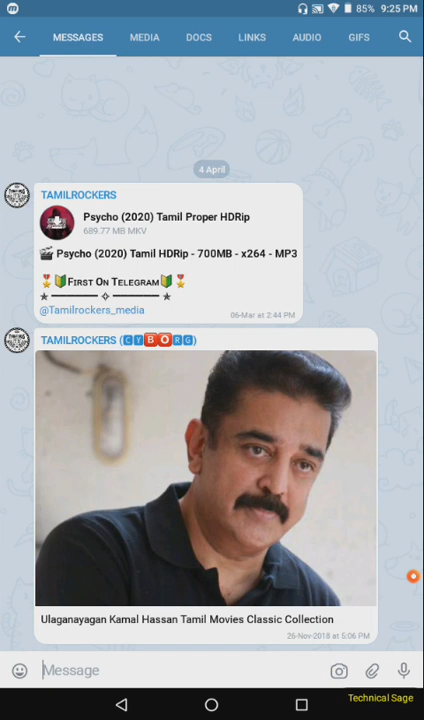 85% 9:25 PM
MESSAGES MEDIA DOCS LINKS AUDIO GIFS
4 April
TAMILROCKERS
Psycho (2020) Tamil Proper HDRip
689.77 MB MKV
🎬 Psycho (2020) Tamil HDRip - 700MB - x264 - MP3
🎖🔰First On Telegram🔰🎖
★ ━━━━━━ ✧ ━━━━━━ ★
@Tamilrockers_media
06-Mar at 2:44 PM
TAMILROCKERS (🇨🇾🅱🅾🇷🇬)
Ulaganayagan Kamal Hassan Tamil Movies Classic Collection
26-Nov-2018 at 5:06 PM
Message
Technical Sage